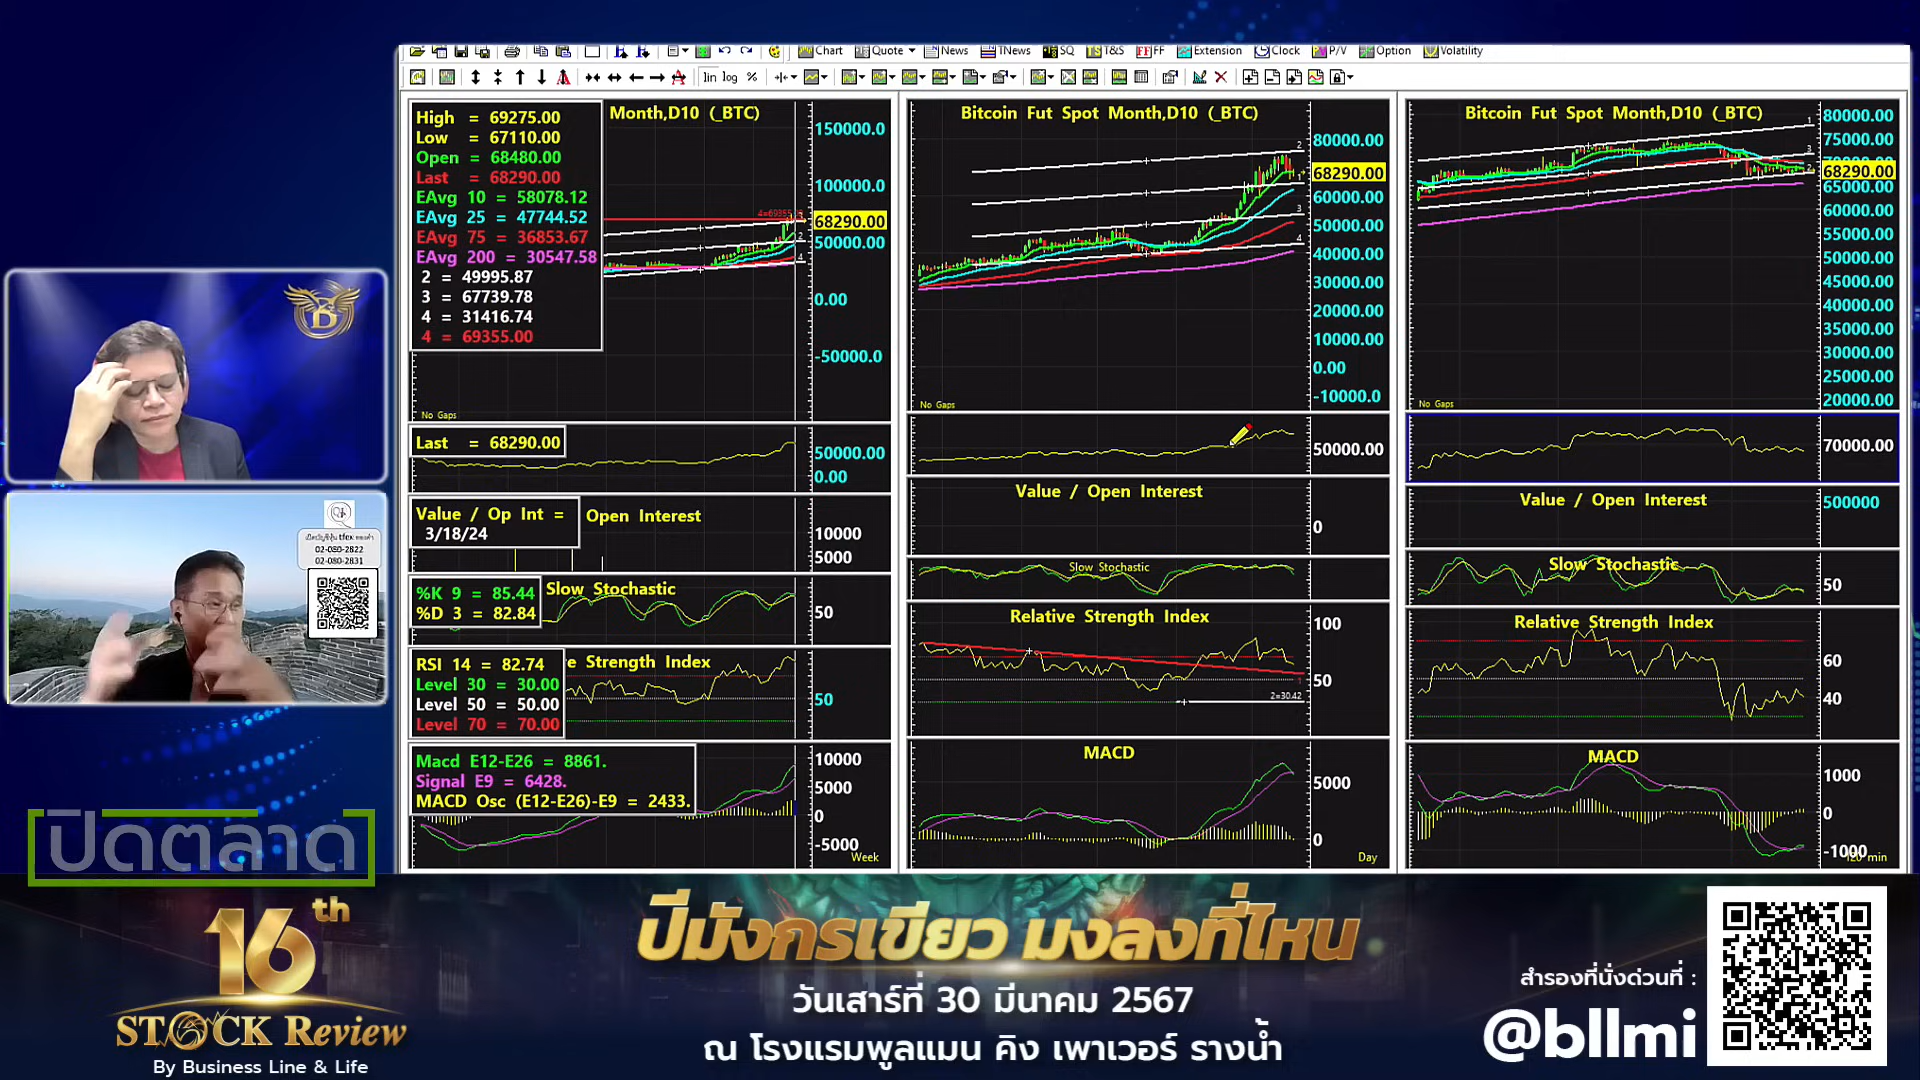 Chart Quote News TNews SQ T&S FF Extension Clock P/V Option Volatility
lin log %
High = 69275.00
Low = 67110.00
Open = 68480.00
Last = 68290.00
EAvg 10 = 58078.12
EAvg 25 = 47744.52
EAvg 75 = 36853.67
EAvg 200 = 30547.58
2 = 49995.87
3 = 67739.78
4 = 31416.74
4 = 69355.00
Month,D10 (_BTC)
150000.0
100000.0
68290.00
50000.00
0.00
-50000.0
No Gaps
Last = 68290.00
50000.00
0.00
Value / Op Int =
3/18/24
Open Interest
10000
5000
%K 9 = 85.44
%D 3 = 82.84
Slow Stochastic
50
RSI 14 = 82.74
Level 30 = 30.00
Level 50 = 50.00
Level 70 = 70.00
e Strength Index
50
Macd E12-E26 = 8861.
Signal E9 = 6428.
MACD Osc (E12-E26)-E9 = 2433.
10000
5000
0
-5000
Week
Bitcoin Fut Spot Month,D10 (_BTC)
80000.00
68290.00
60000.00
50000.00
40000.00
30000.00
20000.00
10000.00
0.00
-10000.0
2
1
3
4
No Gaps
50000.00
Value / Open Interest
0
Slow Stochastic
Relative Strength Index
100
50
2=30.42
MACD
5000
0
Day
Bitcoin Fut Spot Month,D10 (_BTC)
80000.00
75000.00
68290.00
65000.00
60000.00
55000.00
50000.00
45000.00
40000.00
35000.00
30000.00
25000.00
20000.00
1
3
2
No Gaps
70000.00
Value / Open Interest
500000
Slow Stochastic
50
Relative Strength Index
60
40
MACD
1000
0
-1000
120 min
02-080-2822
02-080-2831
ปิดตลาด
16th
STOCK Review
By Business Line & Life
ปีมังกรเขียว มงลงที่ไหน
วันเสาร์ที่ 30 มีนาคม 2567
ณ โรงแรมพูลแมน คิง เพาเวอร์ รางน้ำ
สำรองที่นั่งด่วนที่ :
@bllmi